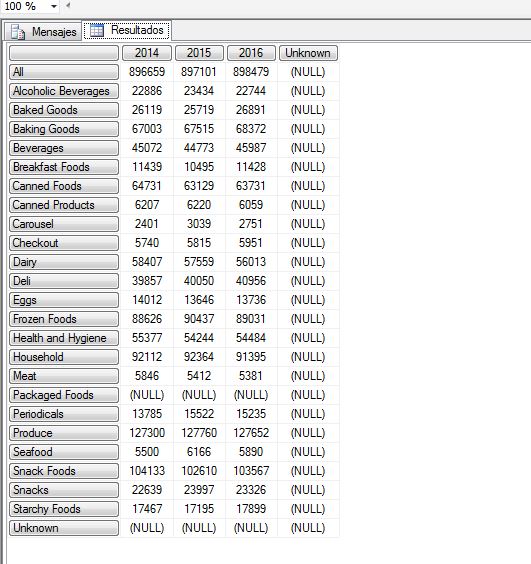 100 %
Mensajes Resultados
2014 2015 2016 Unknown
All 896659 897101 898479 (NULL)
Alcoholic Beverages 22886 23434 22744 (NULL)
Baked Goods 26119 25719 26891 (NULL)
Baking Goods 67003 67515 68372 (NULL)
Beverages 45072 44773 45987 (NULL)
Breakfast Foods 11439 10495 11428 (NULL)
Canned Foods 64731 63129 63731 (NULL)
Canned Products 6207 6220 6059 (NULL)
Carousel 2401 3039 2751 (NULL)
Checkout 5740 5815 5951 (NULL)
Dairy 58407 57559 56013 (NULL)
Deli 39857 40050 40956 (NULL)
Eggs 14012 13646 13736 (NULL)
Frozen Foods 88626 90437 89031 (NULL)
Health and Hygiene 55377 54244 54484 (NULL)
Household 92112 92364 91395 (NULL)
Meat 5846 5412 5381 (NULL)
Packaged Foods (NULL) (NULL) (NULL) (NULL)
Periodicals 13785 15522 15235 (NULL)
Produce 127300 127760 127652 (NULL)
Seafood 5500 6166 5890 (NULL)
Snack Foods 104133 102610 103567 (NULL)
Snacks 22639 23997 23326 (NULL)
Starchy Foods 17467 17195 17899 (NULL)
Unknown (NULL) (NULL) (NULL) (NULL)